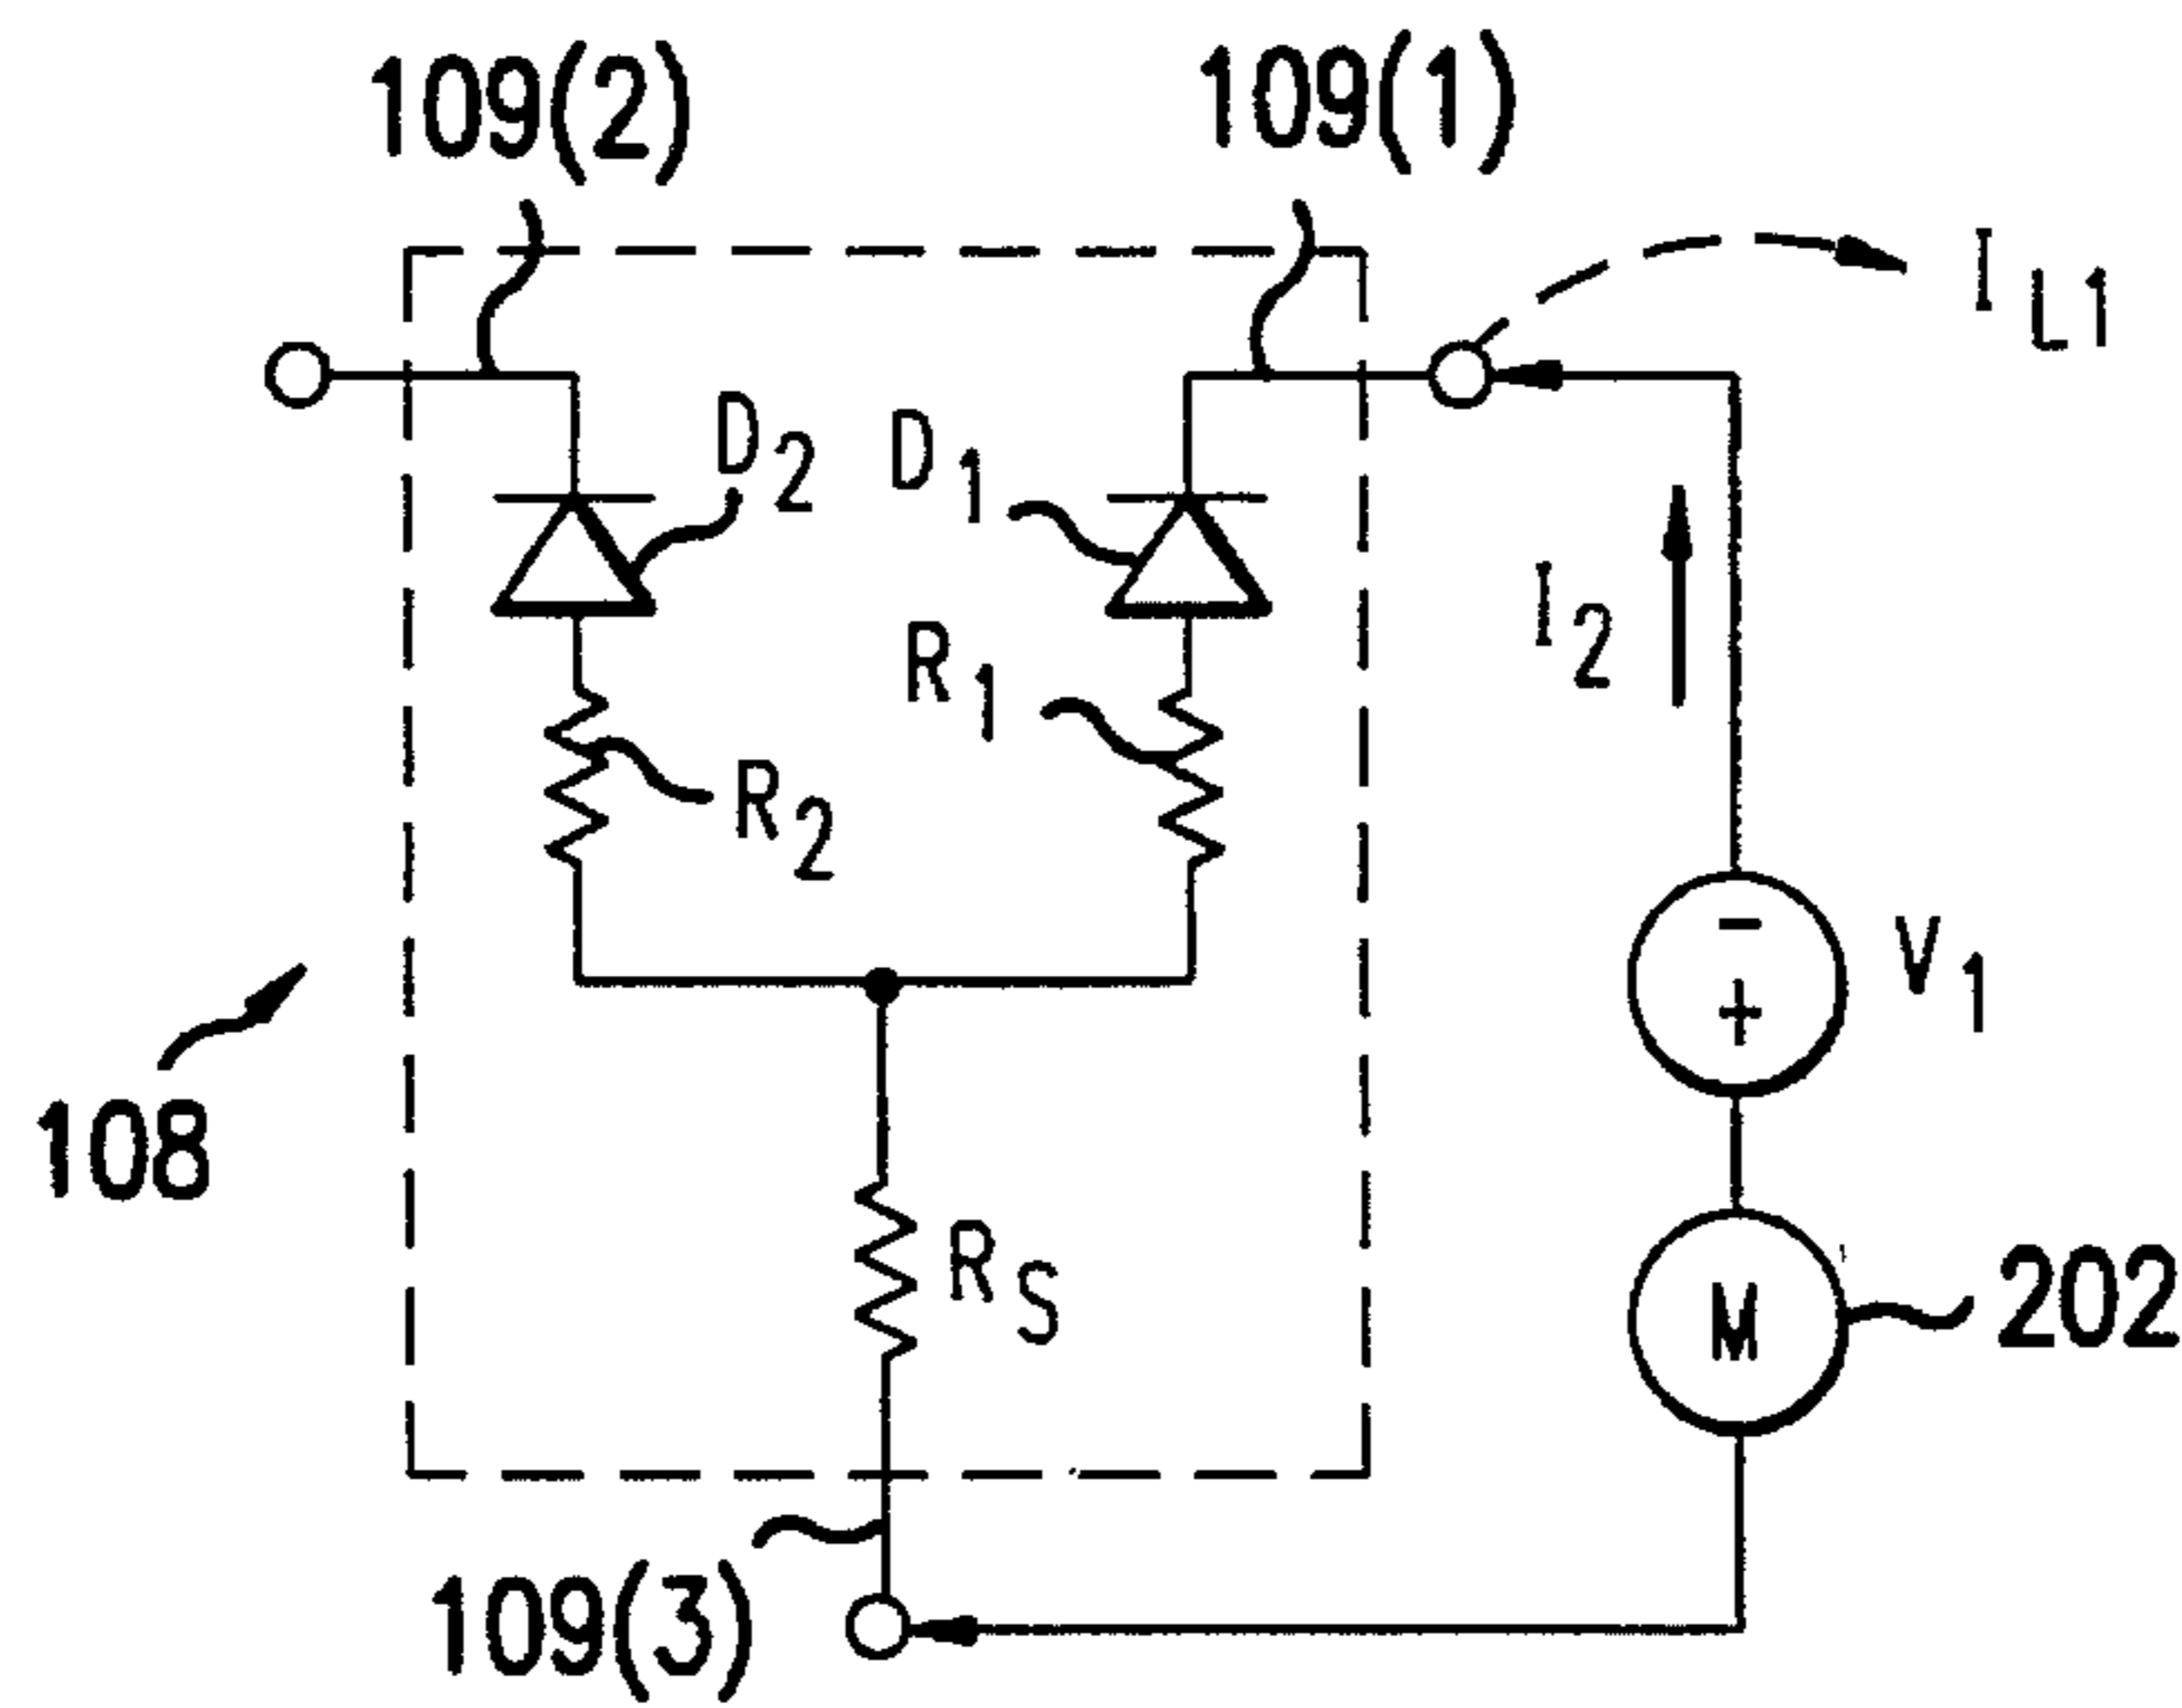 109(2)
109(1)
I L1
D2
D1
I2
R1
R2
-
V1
+
108
RS
M
202
109(3)